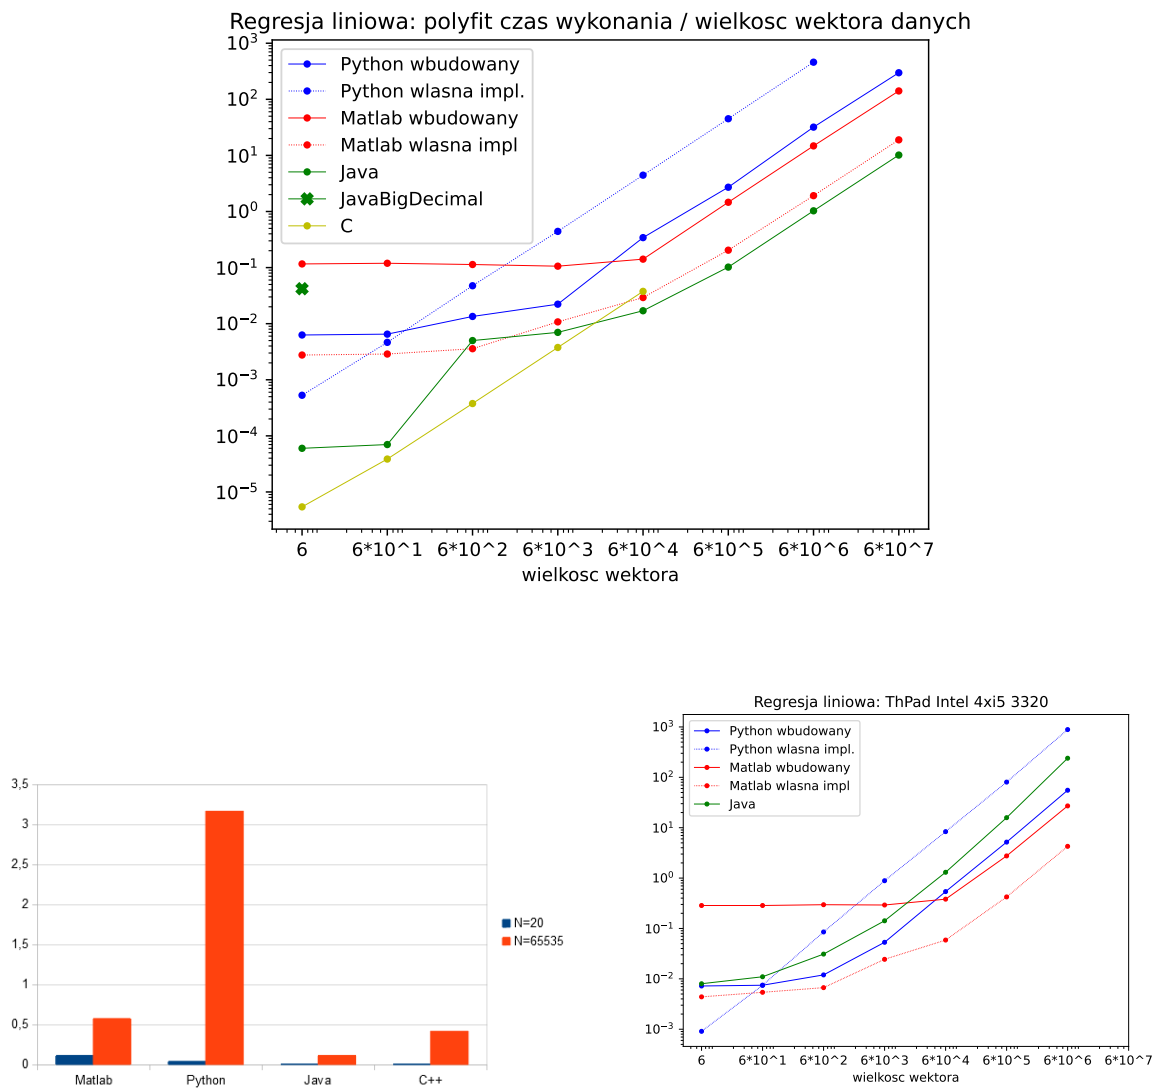 Regresja liniowa: polyfit czas wykonania / wielkosc wektora danych
10^3
10^2
10^1
10^0
10^-1
10^-2
10^-3
10^-4
10^-5
Python wbudowany
Python wlasna impl.
Matlab wbudowany
Matlab wlasna impl
Java
JavaBigDecimal
C
6 6*10^1 6*10^2 6*10^3 6*10^4 6*10^5 6*10^6 6*10^7
wielkosc wektora
3,5
3
2,5
2
1,5
1
0,5
0
Matlab Python Java C++
N=20
N=65535
Regresja liniowa: ThPad Intel 4xi5 3320
10^3
10^2
10^1
10^0
10^-1
10^-2
10^-3
Python wbudowany
Python wlasna impl.
Matlab wbudowany
Matlab wlasna impl
Java
6 6*10^1 6*10^2 6*10^3 6*10^4 6*10^5 6*10^6 6*10^7
wielkosc wektora